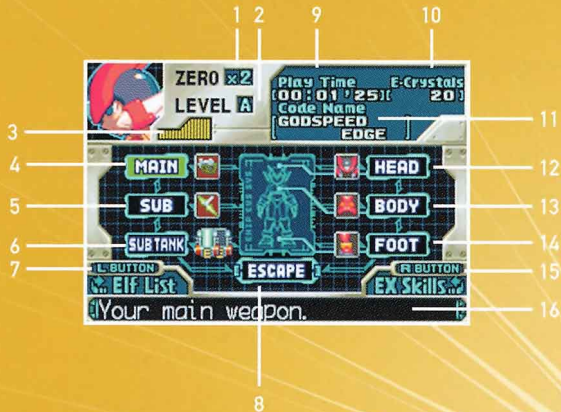 1
2
9
10
ZERO x2
LEVEL A
Play Time E-Crystals
00:01'25 20
Code Name
GODSPEED
EDGE
3
11
4
MAIN
HEAD
12
5
SUB
BODY
13
6
SUBTANK
FOOT
14
7
L BUTTON
Elf List
ESCAPE
R BUTTON
EX Skills
15
Your main weapon.
16
8